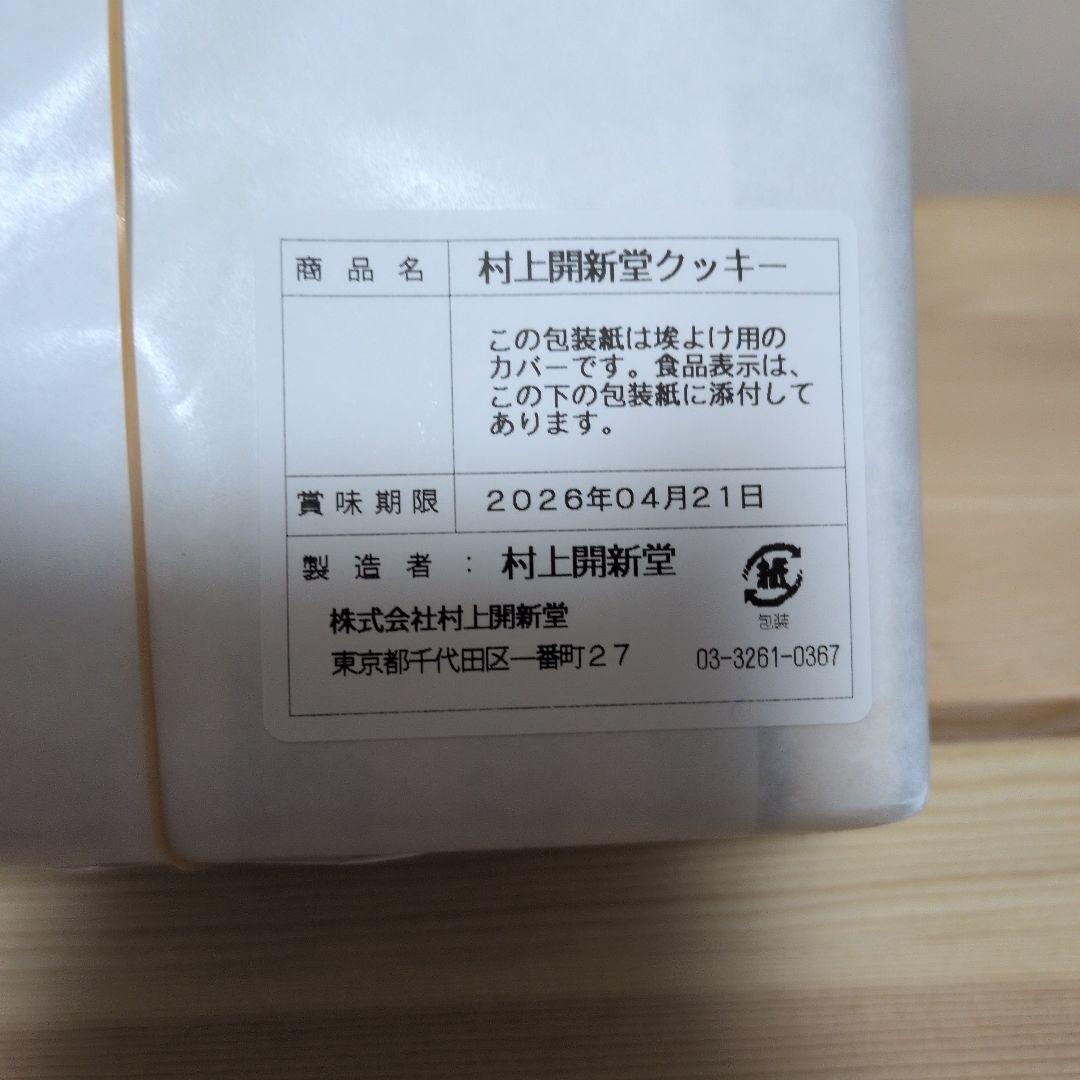 商品名 村上開新堂クッキー
この包装紙は埃よけ用の
カバーです。食品表示は、
この下の包装紙に添付して
あります。
賞味期限 2026年04月21日
製造者：村上開新堂
紙
包装
株式会社村上開新堂
東京都千代田区一番町27 03-3261-0367